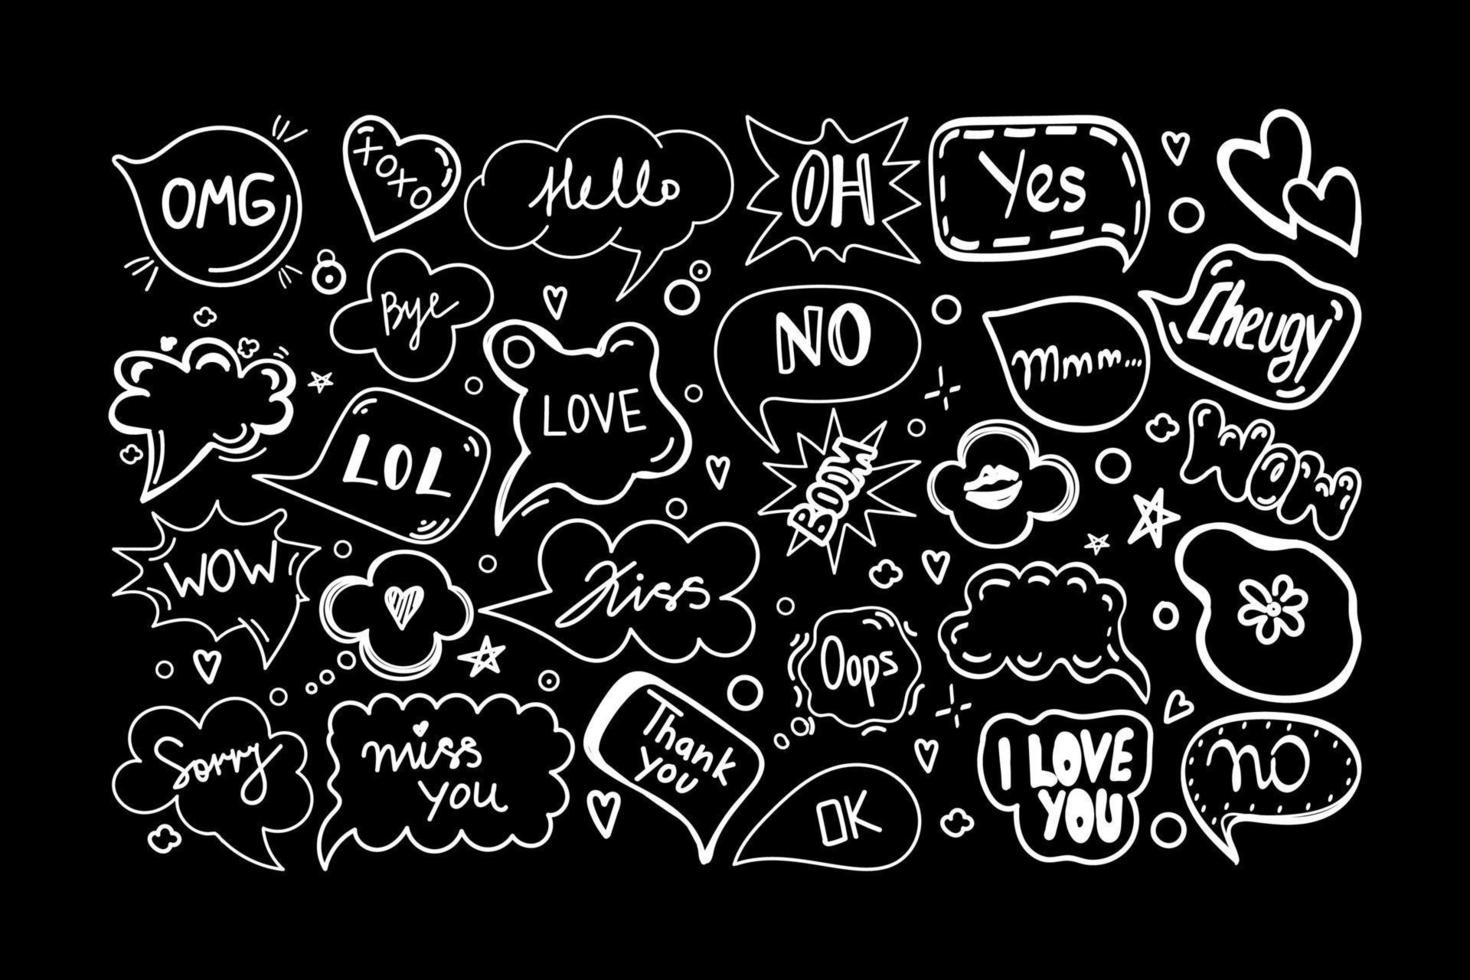 OMG
XOXO
Hello
OH
Yes
Bye
NO
Mmm...
Cheugy
LOVE
LOL
BOOM
WOW
WOW
Kiss
Oops
Sorry
miss
you
Thank
you
OK
I LOVE
YOU
NO